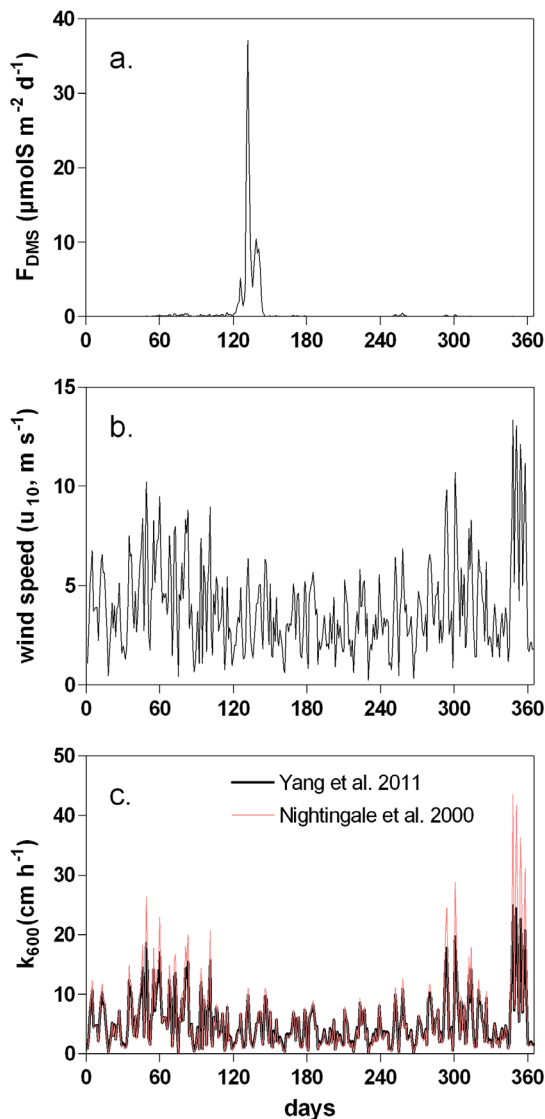 a.
F_DMS (µmolS m⁻² d⁻¹)
40
30
20
10
0
0 60 120 180 240 300 360
b.
wind speed (u₁₀, m s⁻¹)
15
10
5
0
0 60 120 180 240 300 360
c.
Yang et al. 2011
Nightingale et al. 2000
k₆₀₀(cm h⁻¹)
50
40
30
20
10
0
0 60 120 180 240 300 360
days